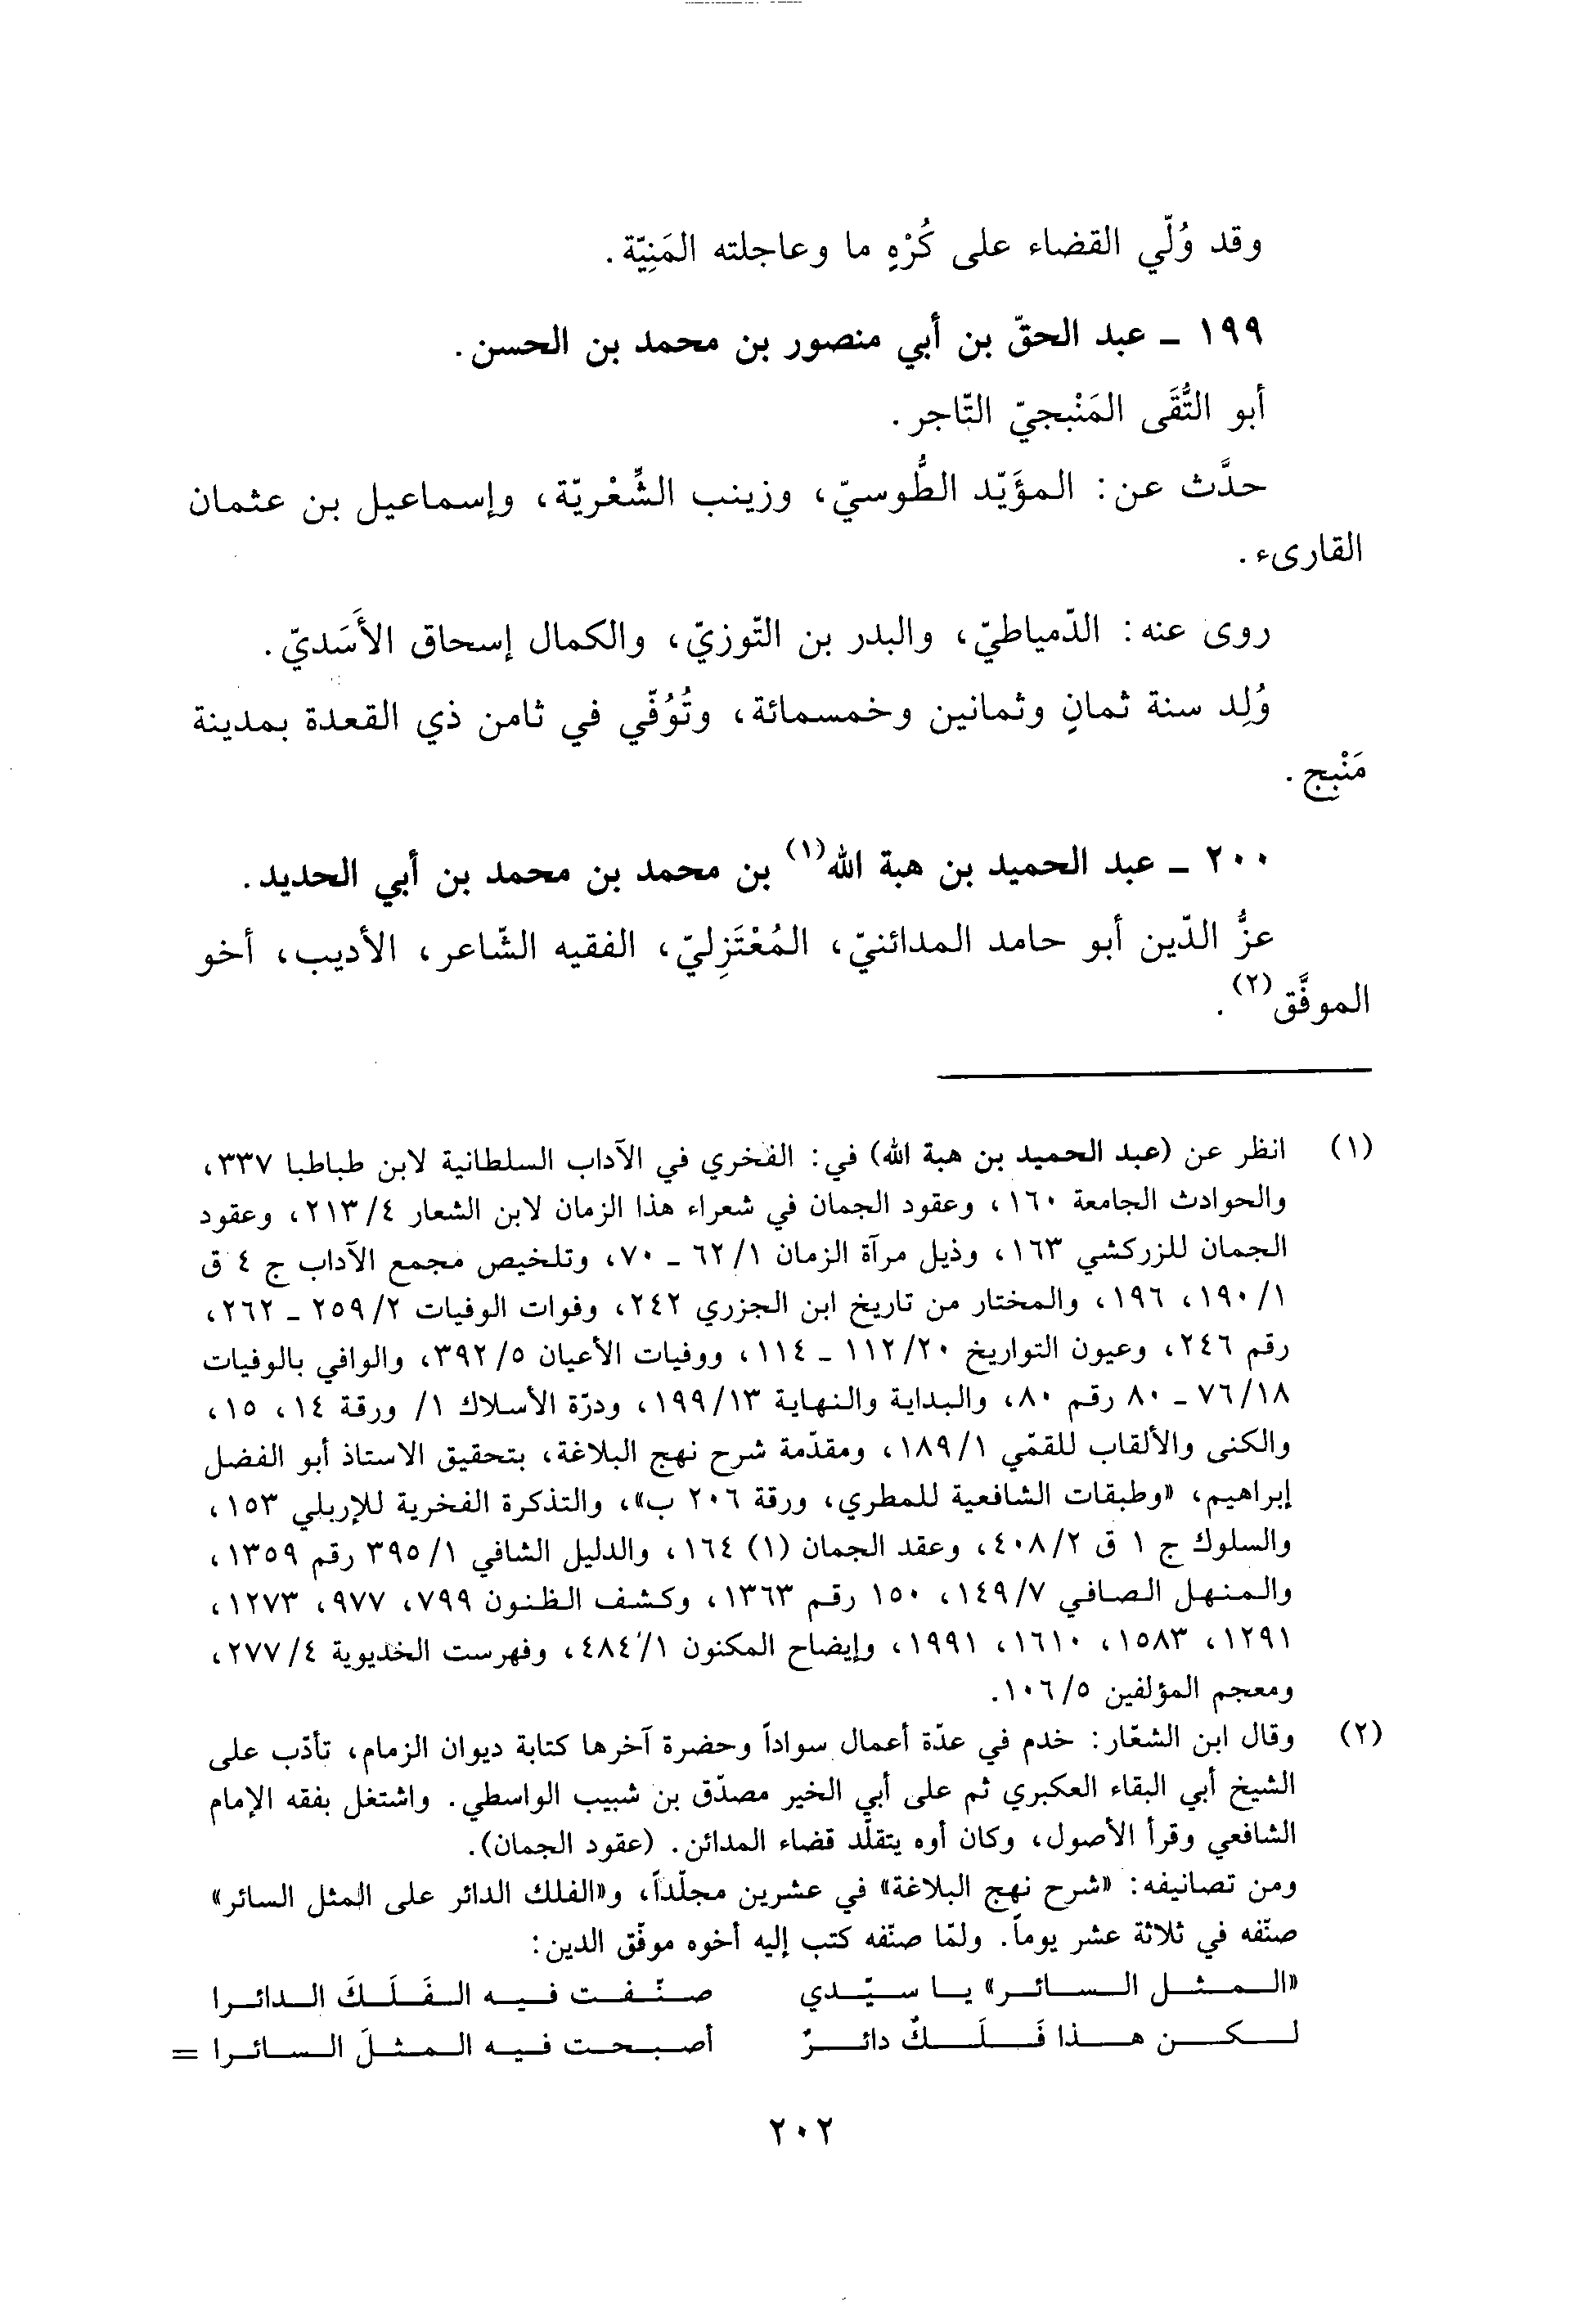 وقد وُلّي القضاء على كُرْهٍ ما وعاجلته المَنِيّة.
١٩٩ ـ عبد الحقّ بن أبي منصور بن محمد بن الحسن.
أبو التُّقَى المَنْبجيّ التّاجر.
حدَّث عن: المؤَيّد الطُّوسيّ، وزينب الشِّعْريّة، وإسماعيل بن عثمان
القارىء.
روى عنه: الدّمياطيّ، والبدر بن التّوزيّ، والكمال إسحاق الأَسَديّ.
وُلِد سنة ثمانٍ وثمانين وخمسمائة، وتُوُفّي في ثامن ذي القعدة بمدينة
مَنْبج.
٢٠٠ ـ عبد الحميد بن هبة الله(١) بن محمد بن محمد بن أبي الحديد.
عزُّ الدّين أبو حامد المدائنيّ، المُعْتَزِليّ، الفقيه الشّاعر، الأديب، أخو
الموفَّق(٢).
(١) انظر عن (عبد الحميد بن هبة الله) في: الفخري في الآداب السلطانية لابن طباطبا ٣٣٧،
والحوادث الجامعة ١٦٠، وعقود الجمان في شعراء هذا الزمان لابن الشعار ٢١٣/٤، وعقود
الجمان للزركشي ١٦٣، وذيل مرآة الزمان ٦٢/١ ـ ٧٠، وتلخيص مجمع الآداب ج ٤ ق
١٩٠/١، ١٩٦، والمختار من تاريخ ابن الجزري ٢٤٢، وفوات الوفيات ٢٥٩/٢ ـ ٢٦٢،
رقم ٢٤٦، وعيون التواريخ ١١٢/٢٠ ـ ١١٤، ووفيات الأعيان ٣٩٢/٥، والوافي بالوفيات
٧٦/١٨ ـ ٨٠ رقم ٨٠، والبداية والنهاية ١٩٩/١٣، ودرّة الأسلاك ١/ ورقة ١٤، ١٥،
والكنى والألقاب للقمّي ١٨٩/١، ومقدّمة شرح نهج البلاغة، بتحقيق الاستاذ أبو الفضل
إبراهيم، «وطبقات الشافعية للمطري، ورقة ٢٠٦ ب»، والتذكرة الفخرية للإربلي ١٥٣،
والسلوك ج ١ ق ٤٠٨/٢، وعقد الجمان (١) ١٦٤، والدليل الشافي ٣٩٥/١ رقم ١٣٥٩،
والمنهل الصافي ١٤٩/٧، ١٥٠ رقم ١٣٦٣، وكشف الظنون ٧٩٩، ٩٧٧، ١٢٧٣،
١٢٩١، ١٥٨٣، ١٦١٠، ١٩٩١، وإيضاح المكنون ٤٨٤/١، وفهرست الخديوية ٢٧٧/٤،
ومعجم المؤلفين ١٠٦/٥.
(٢) وقال ابن الشعّار: خدم في عدّة أعمال سواداً وحضرة آخرها كتابة ديوان الزمام، تأدّب على
الشيخ أبي البقاء العكبري ثم على أبي الخير مصدّق بن شبيب الواسطي. واشتغل بفقه الإمام
الشافعي وقرأ الأصول، وكان أوه يتقلّد قضاء المدائن. (عقود الجمان).
ومن تصانيفه: «شرح نهج البلاغة» في عشرين مجلّداً، و«الفلك الدائر على المثل السائر»
صنّفه في ثلاثة عشر يوماً. ولمّا صنّفه كتب إليه أخوه موفّق الدين:
«المثل السائر» يا سيّدي صنّفت فيه الفَلَكَ الدائرا
لكن هذا فَلَكٌ دائرٌ أصبحت فيه المثلَ السائرا =
٢٠٢